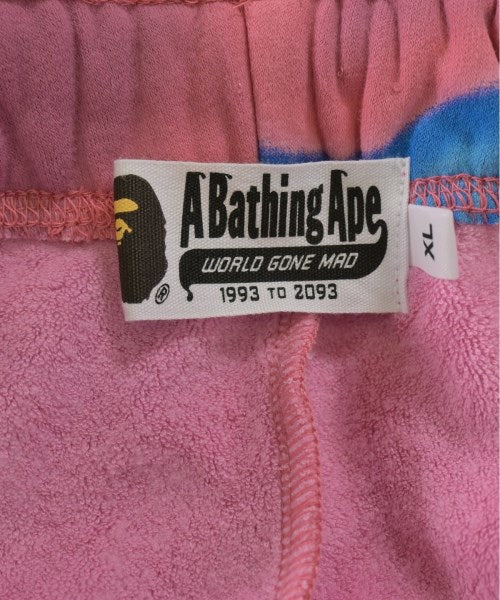 A Bathing Ape
®
WORLD GONE MAD
1993 TO 2093
XL